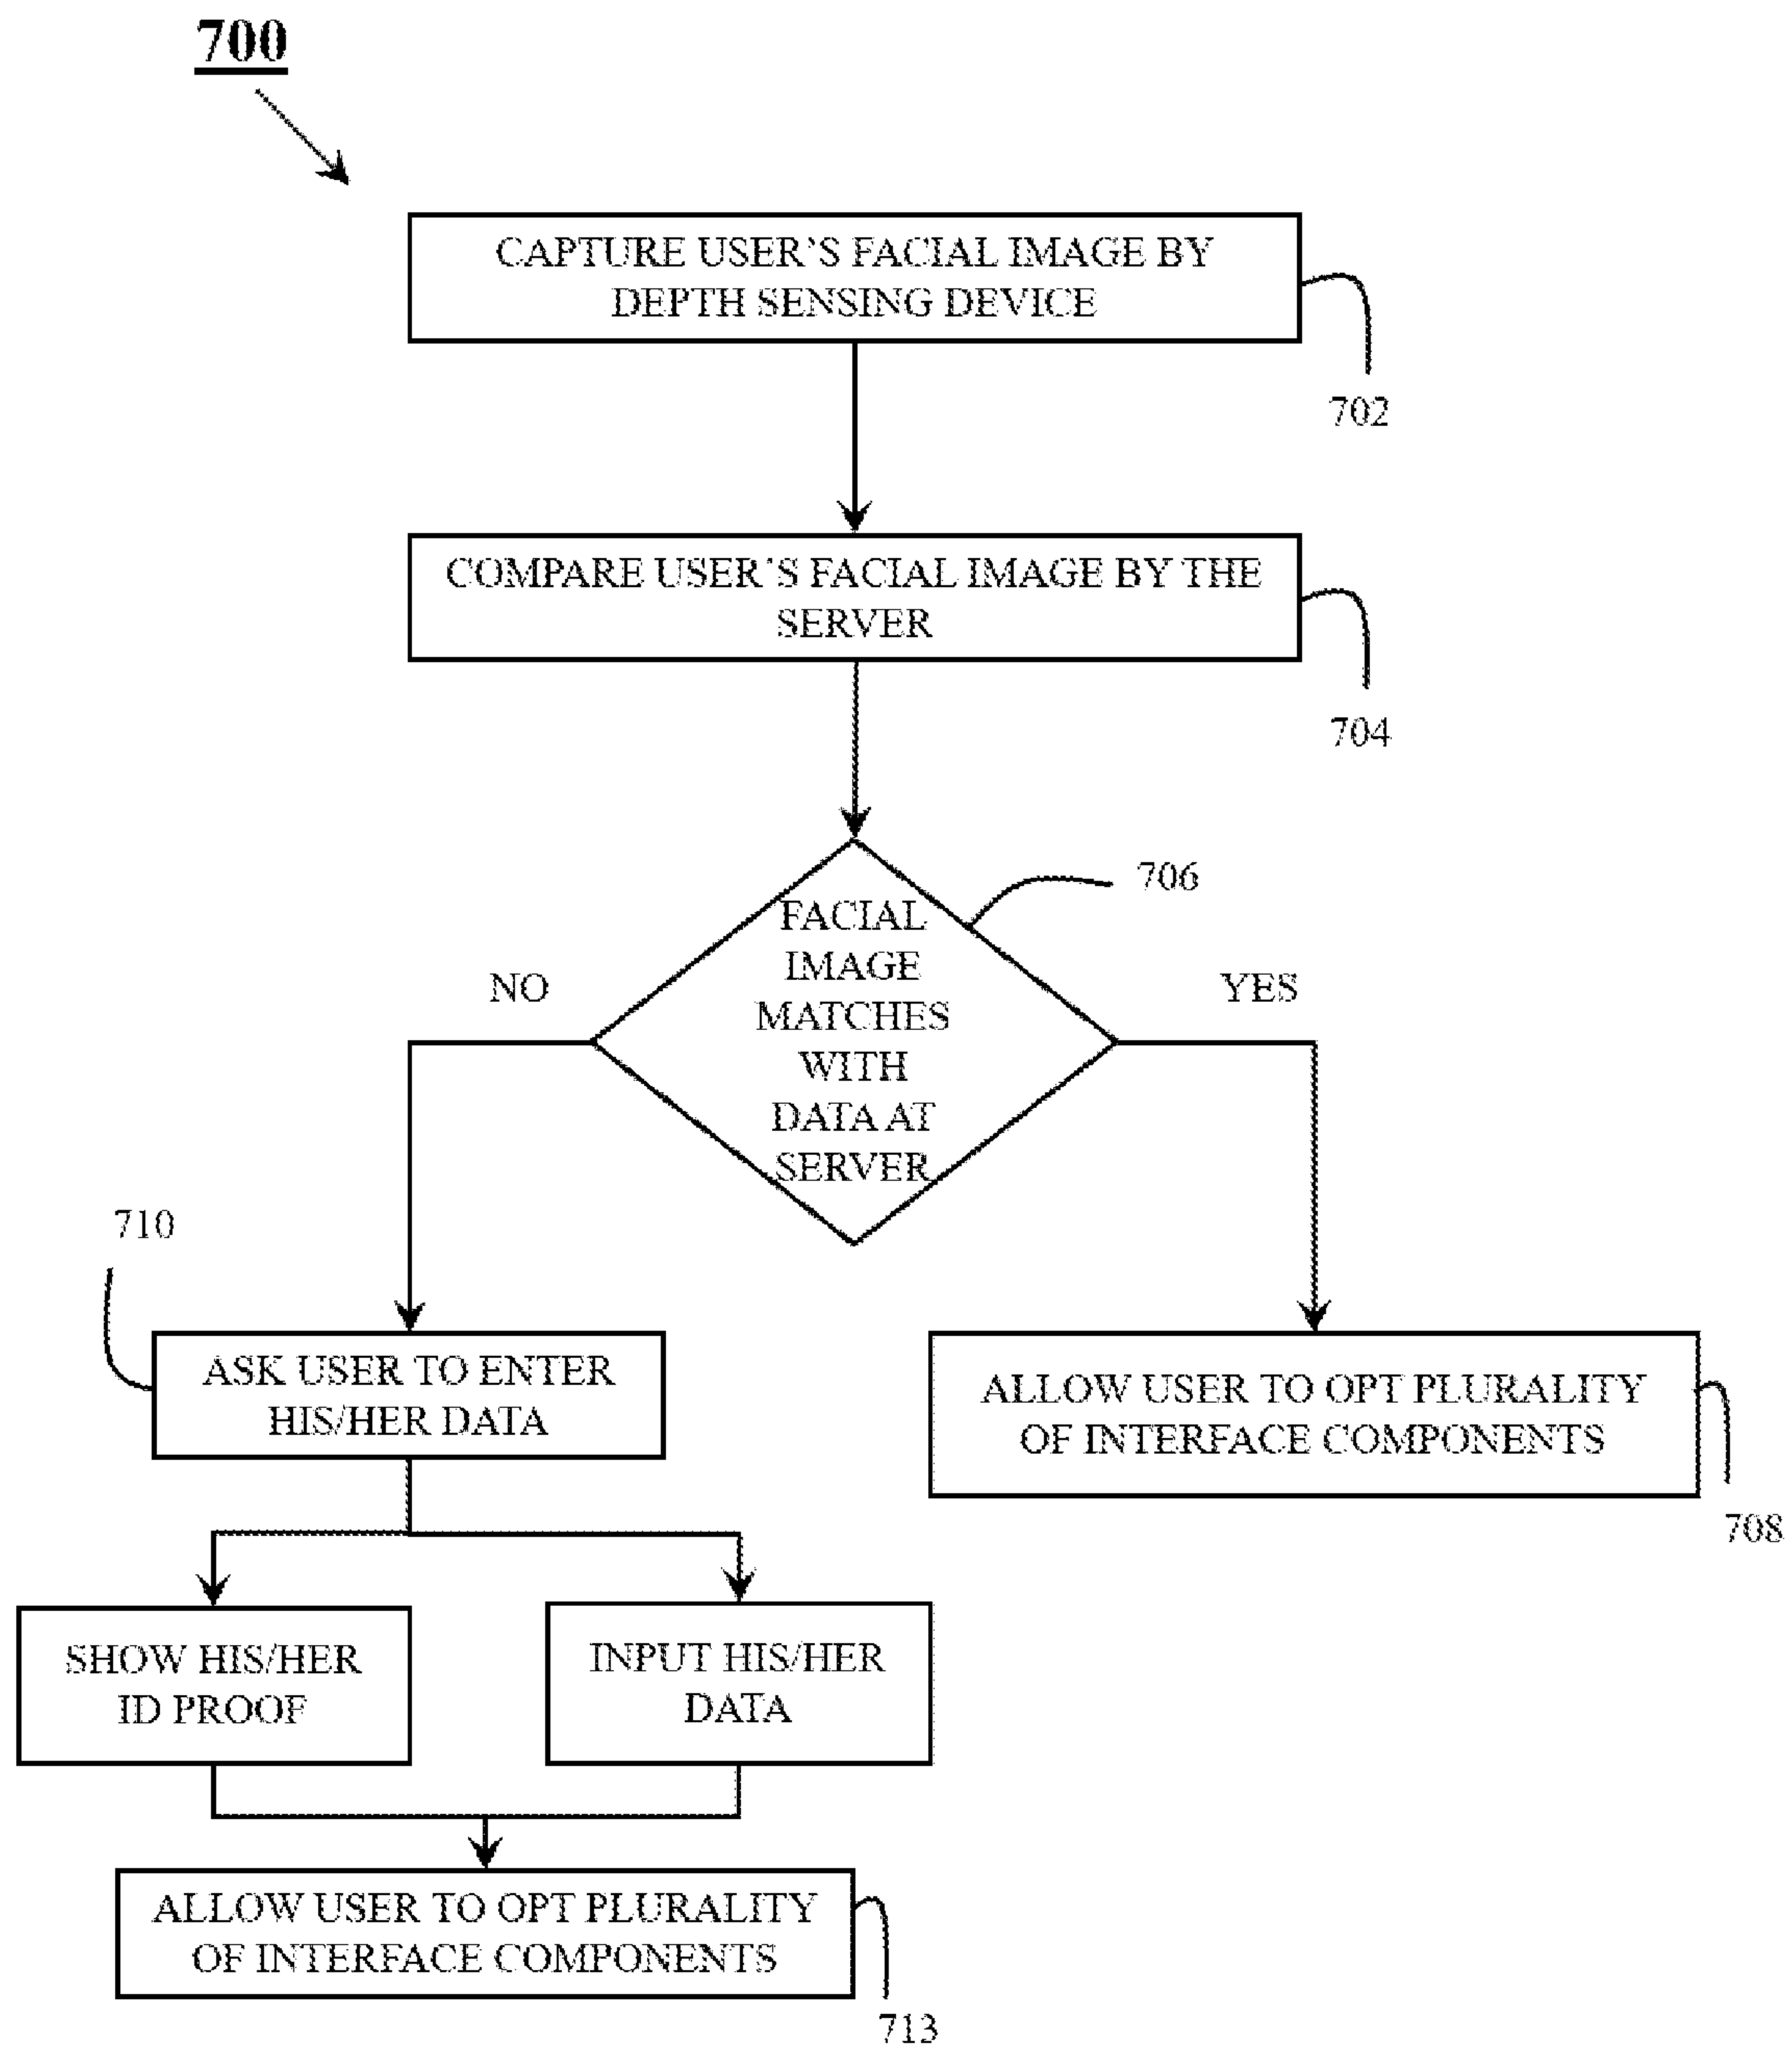 700
CAPTURE USER'S FACIAL IMAGE BY
DEPTH SENSING DEVICE
702
COMPARE USER'S FACIAL IMAGE BY THE
SERVER
704
706
FACIAL
IMAGE
MATCHES
WITH
DATA AT
SERVER
NO
YES
710
ASK USER TO ENTER
HIS/HER DATA
ALLOW USER TO OPT PLURALITY
OF INTERFACE COMPONENTS
708
SHOW HIS/HER
ID PROOF
INPUT HIS/HER
DATA
ALLOW USER TO OPT PLURALITY
OF INTERFACE COMPONENTS
713